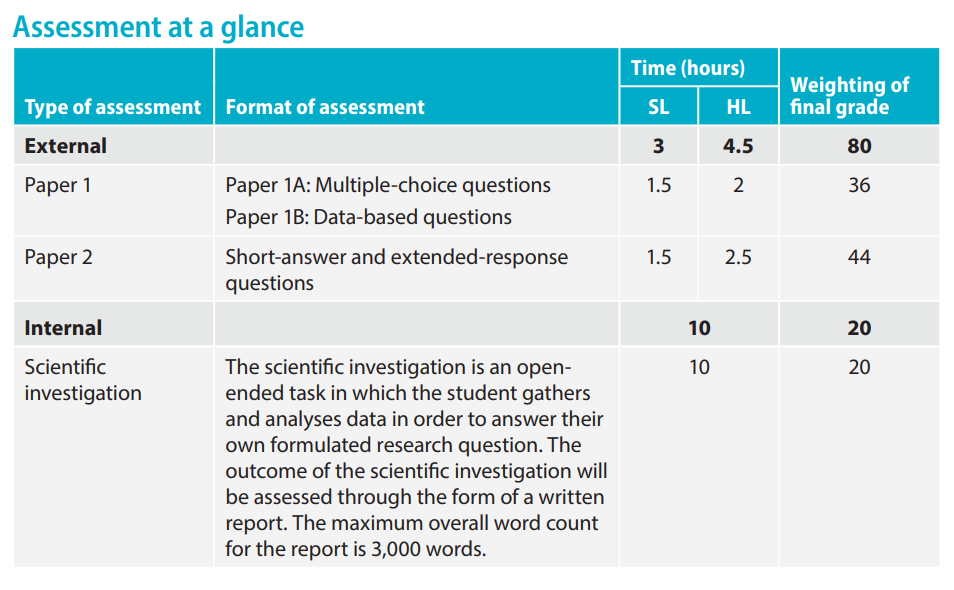 Assessment at a glance
Type of assessment
Format of assessment
Time (hours)
SL
HL
Weighting of
final grade
External
3
4.5
80
Paper 1
Paper 1A: Multiple-choice questions
Paper 1B: Data-based questions
1.5
2
36
Paper 2
Short-answer and extended-response
questions
1.5
2.5
44
Internal
10
20
Scientific
investigation
The scientific investigation is an open-
ended task in which the student gathers
and analyses data in order to answer their
own formulated research question. The
outcome of the scientific investigation will
be assessed through the form of a written
report. The maximum overall word count
for the report is 3,000 words.
10
20